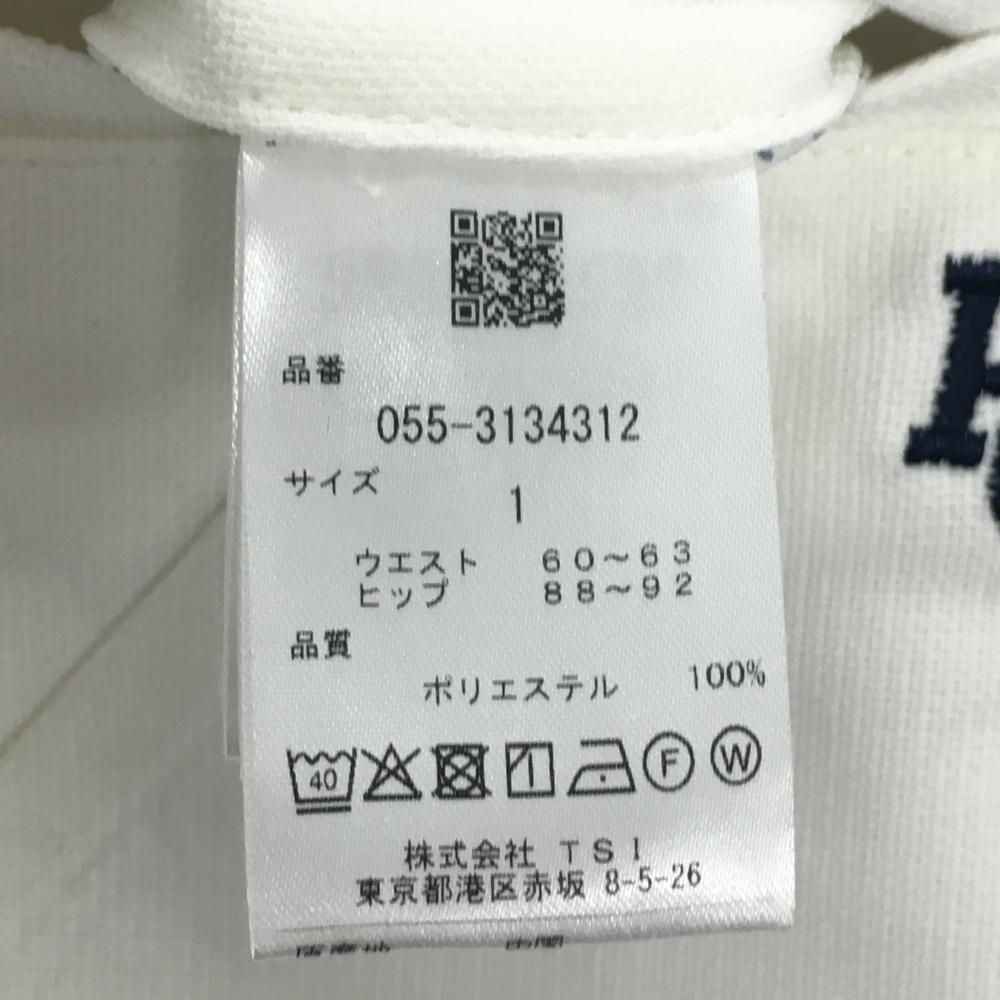 品番
055-3134312
サイズ
1
ウエスト 60~63
ヒップ 88~92
品質
ポリエステル 100%
40
F W
株式会社 TSI
東京都港区赤坂 8-5-26